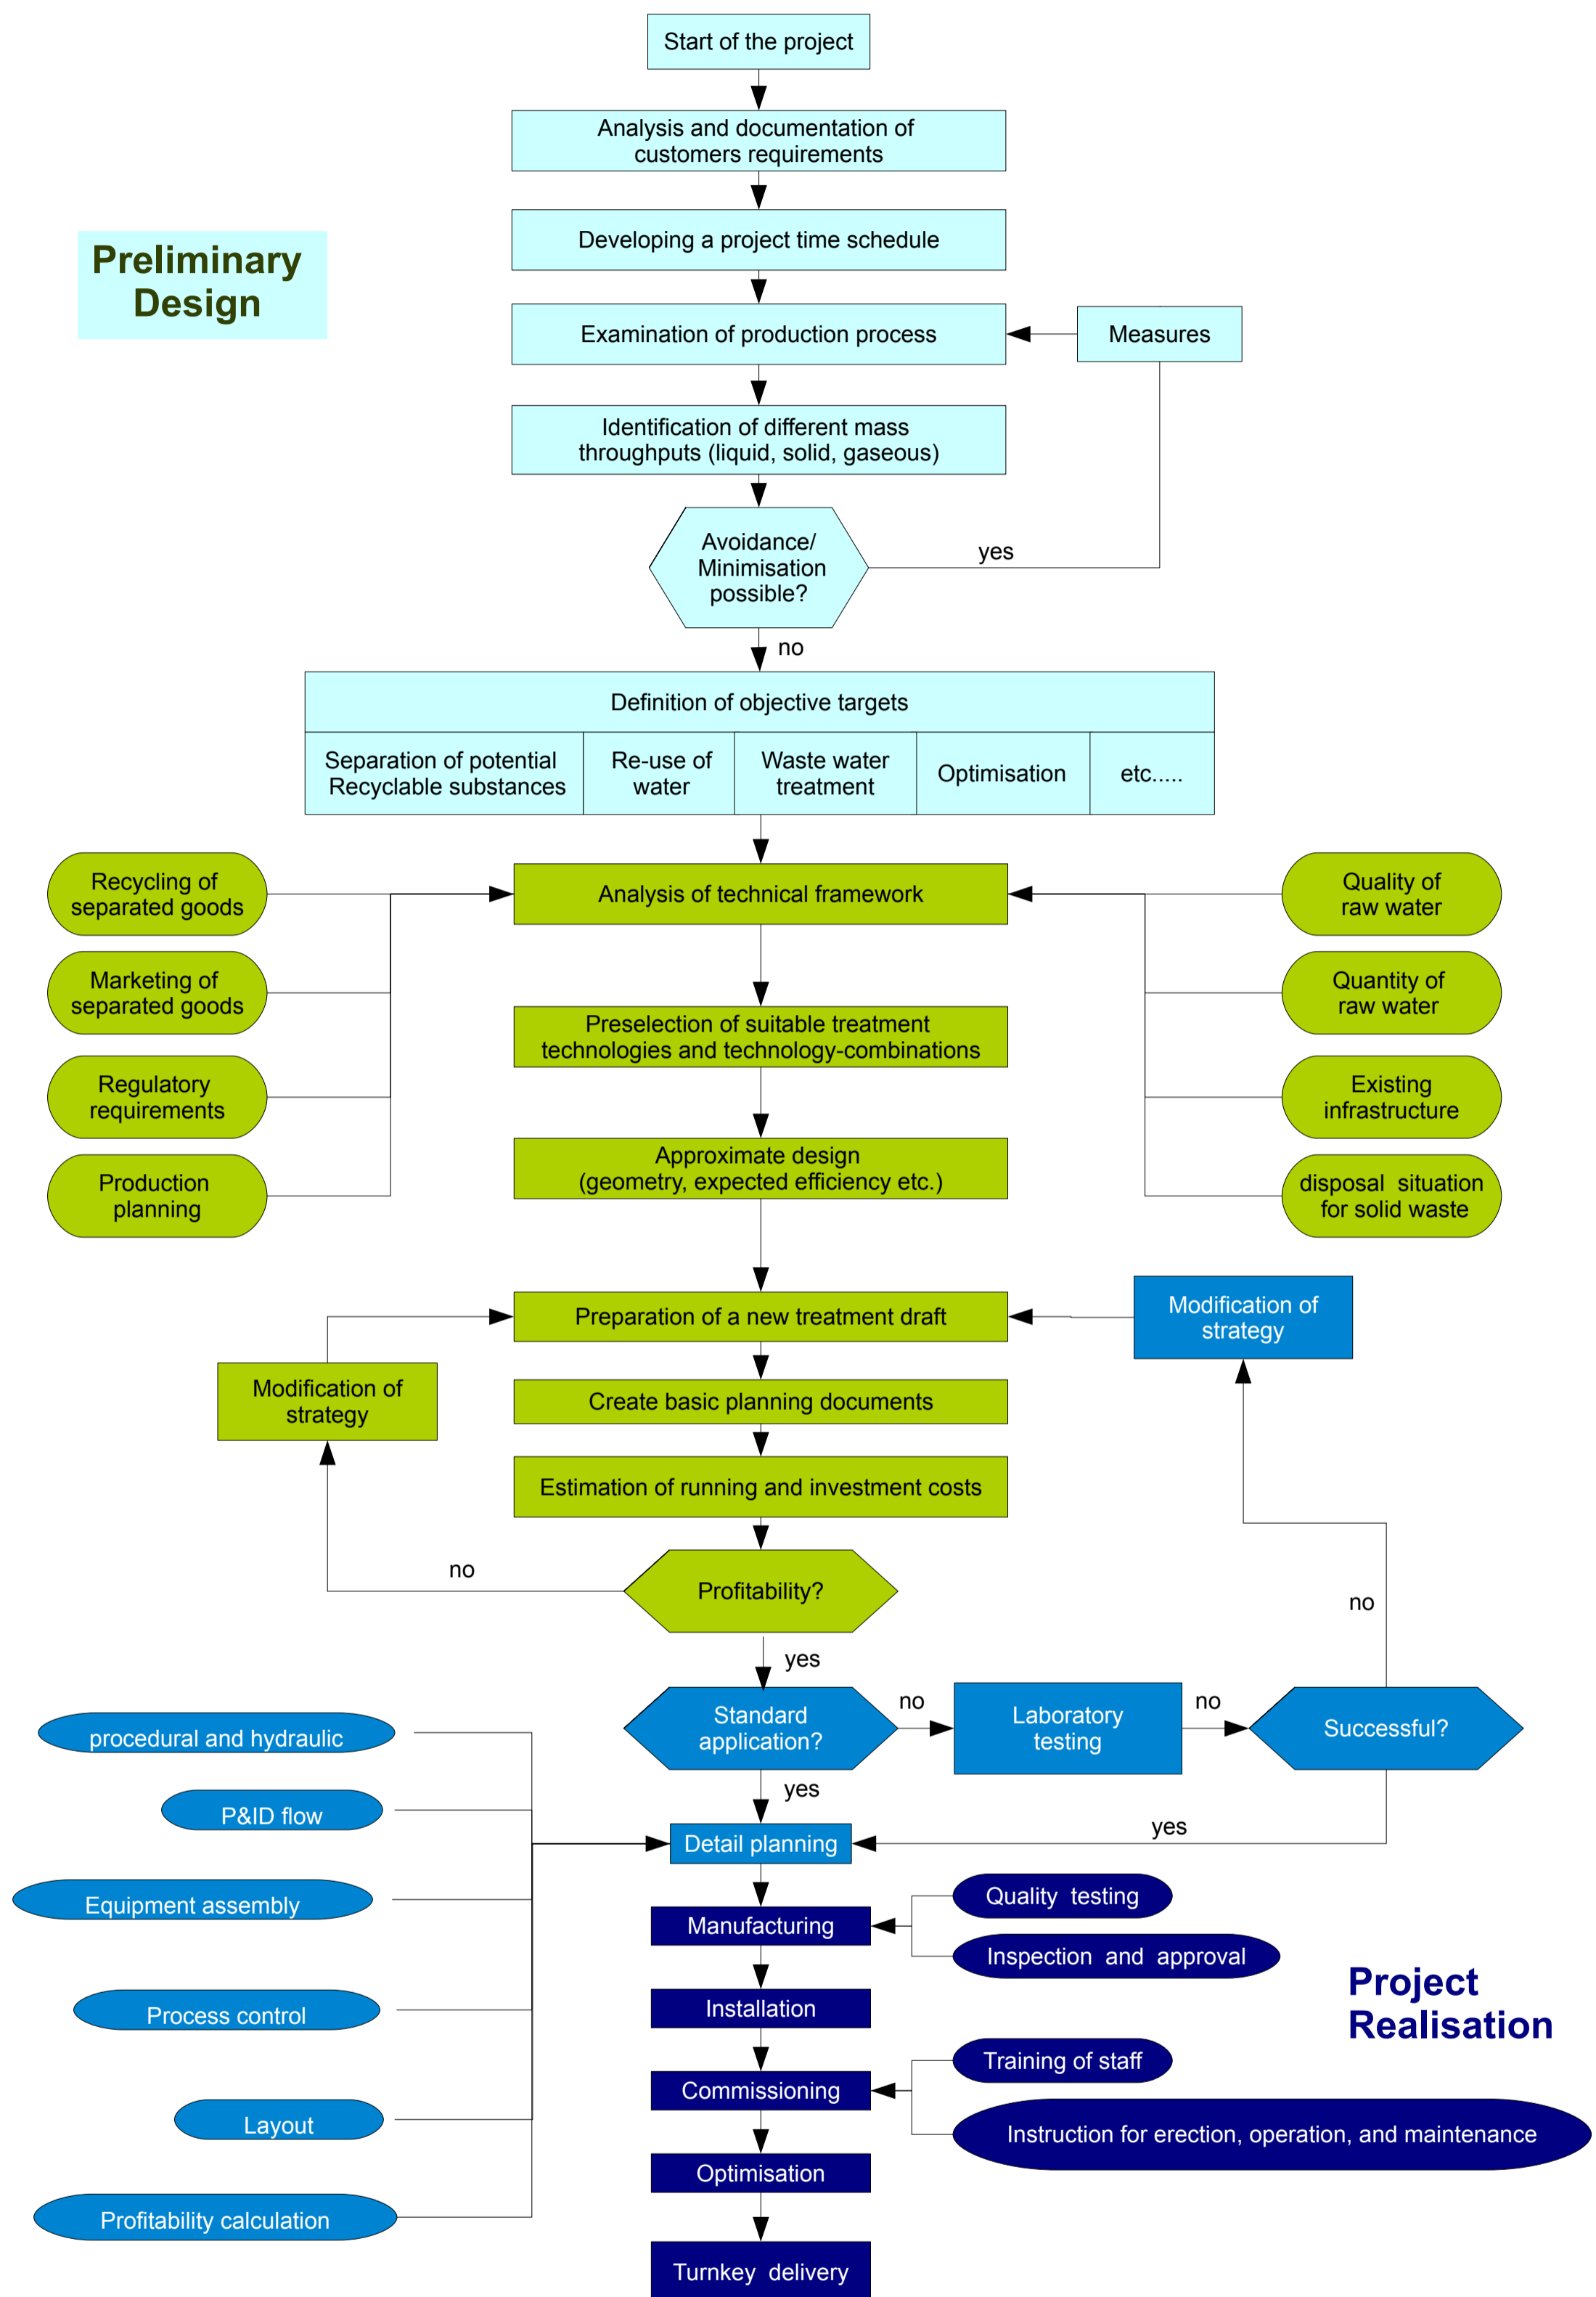 Start of the project
Analysis and documentation of
customers requirements
Developing a project time schedule
Preliminary
Design
Examination of production process
Measures
Identification of different mass
throughputs (liquid, solid, gaseous)
Avoidance/
Minimisation
possible?
yes
no
Definition of objective targets
Separation of potential
Recyclable substances
Re-use of
water
Waste water
treatment
Optimisation
etc.....
Recycling of
separated goods
Analysis of technical framework
Quality of
raw water
Marketing of
separated goods
Quantity of
raw water
Preselection of suitable treatment
technologies and technology-combinations
Regulatory
requirements
Existing
infrastructure
Approximate design
(geometry, expected efficiency etc.)
Production
planning
disposal  situation
for solid waste
Preparation of a new treatment draft
Modification of
strategy
Modification of
strategy
Create basic planning documents
Estimation of running and investment costs
no
Profitability?
no
yes
procedural and hydraulic
Standard
application?
no
Laboratory
testing
no
Successful?
yes
P&ID flow
yes
Detail planning
Equipment assembly
Quality  testing
Manufacturing
Inspection  and  approval
Project
Realisation
Process control
Installation
Training of staff
Commissioning
Layout
Instruction for erection, operation, and maintenance
Optimisation
Profitability calculation
Turnkey  delivery